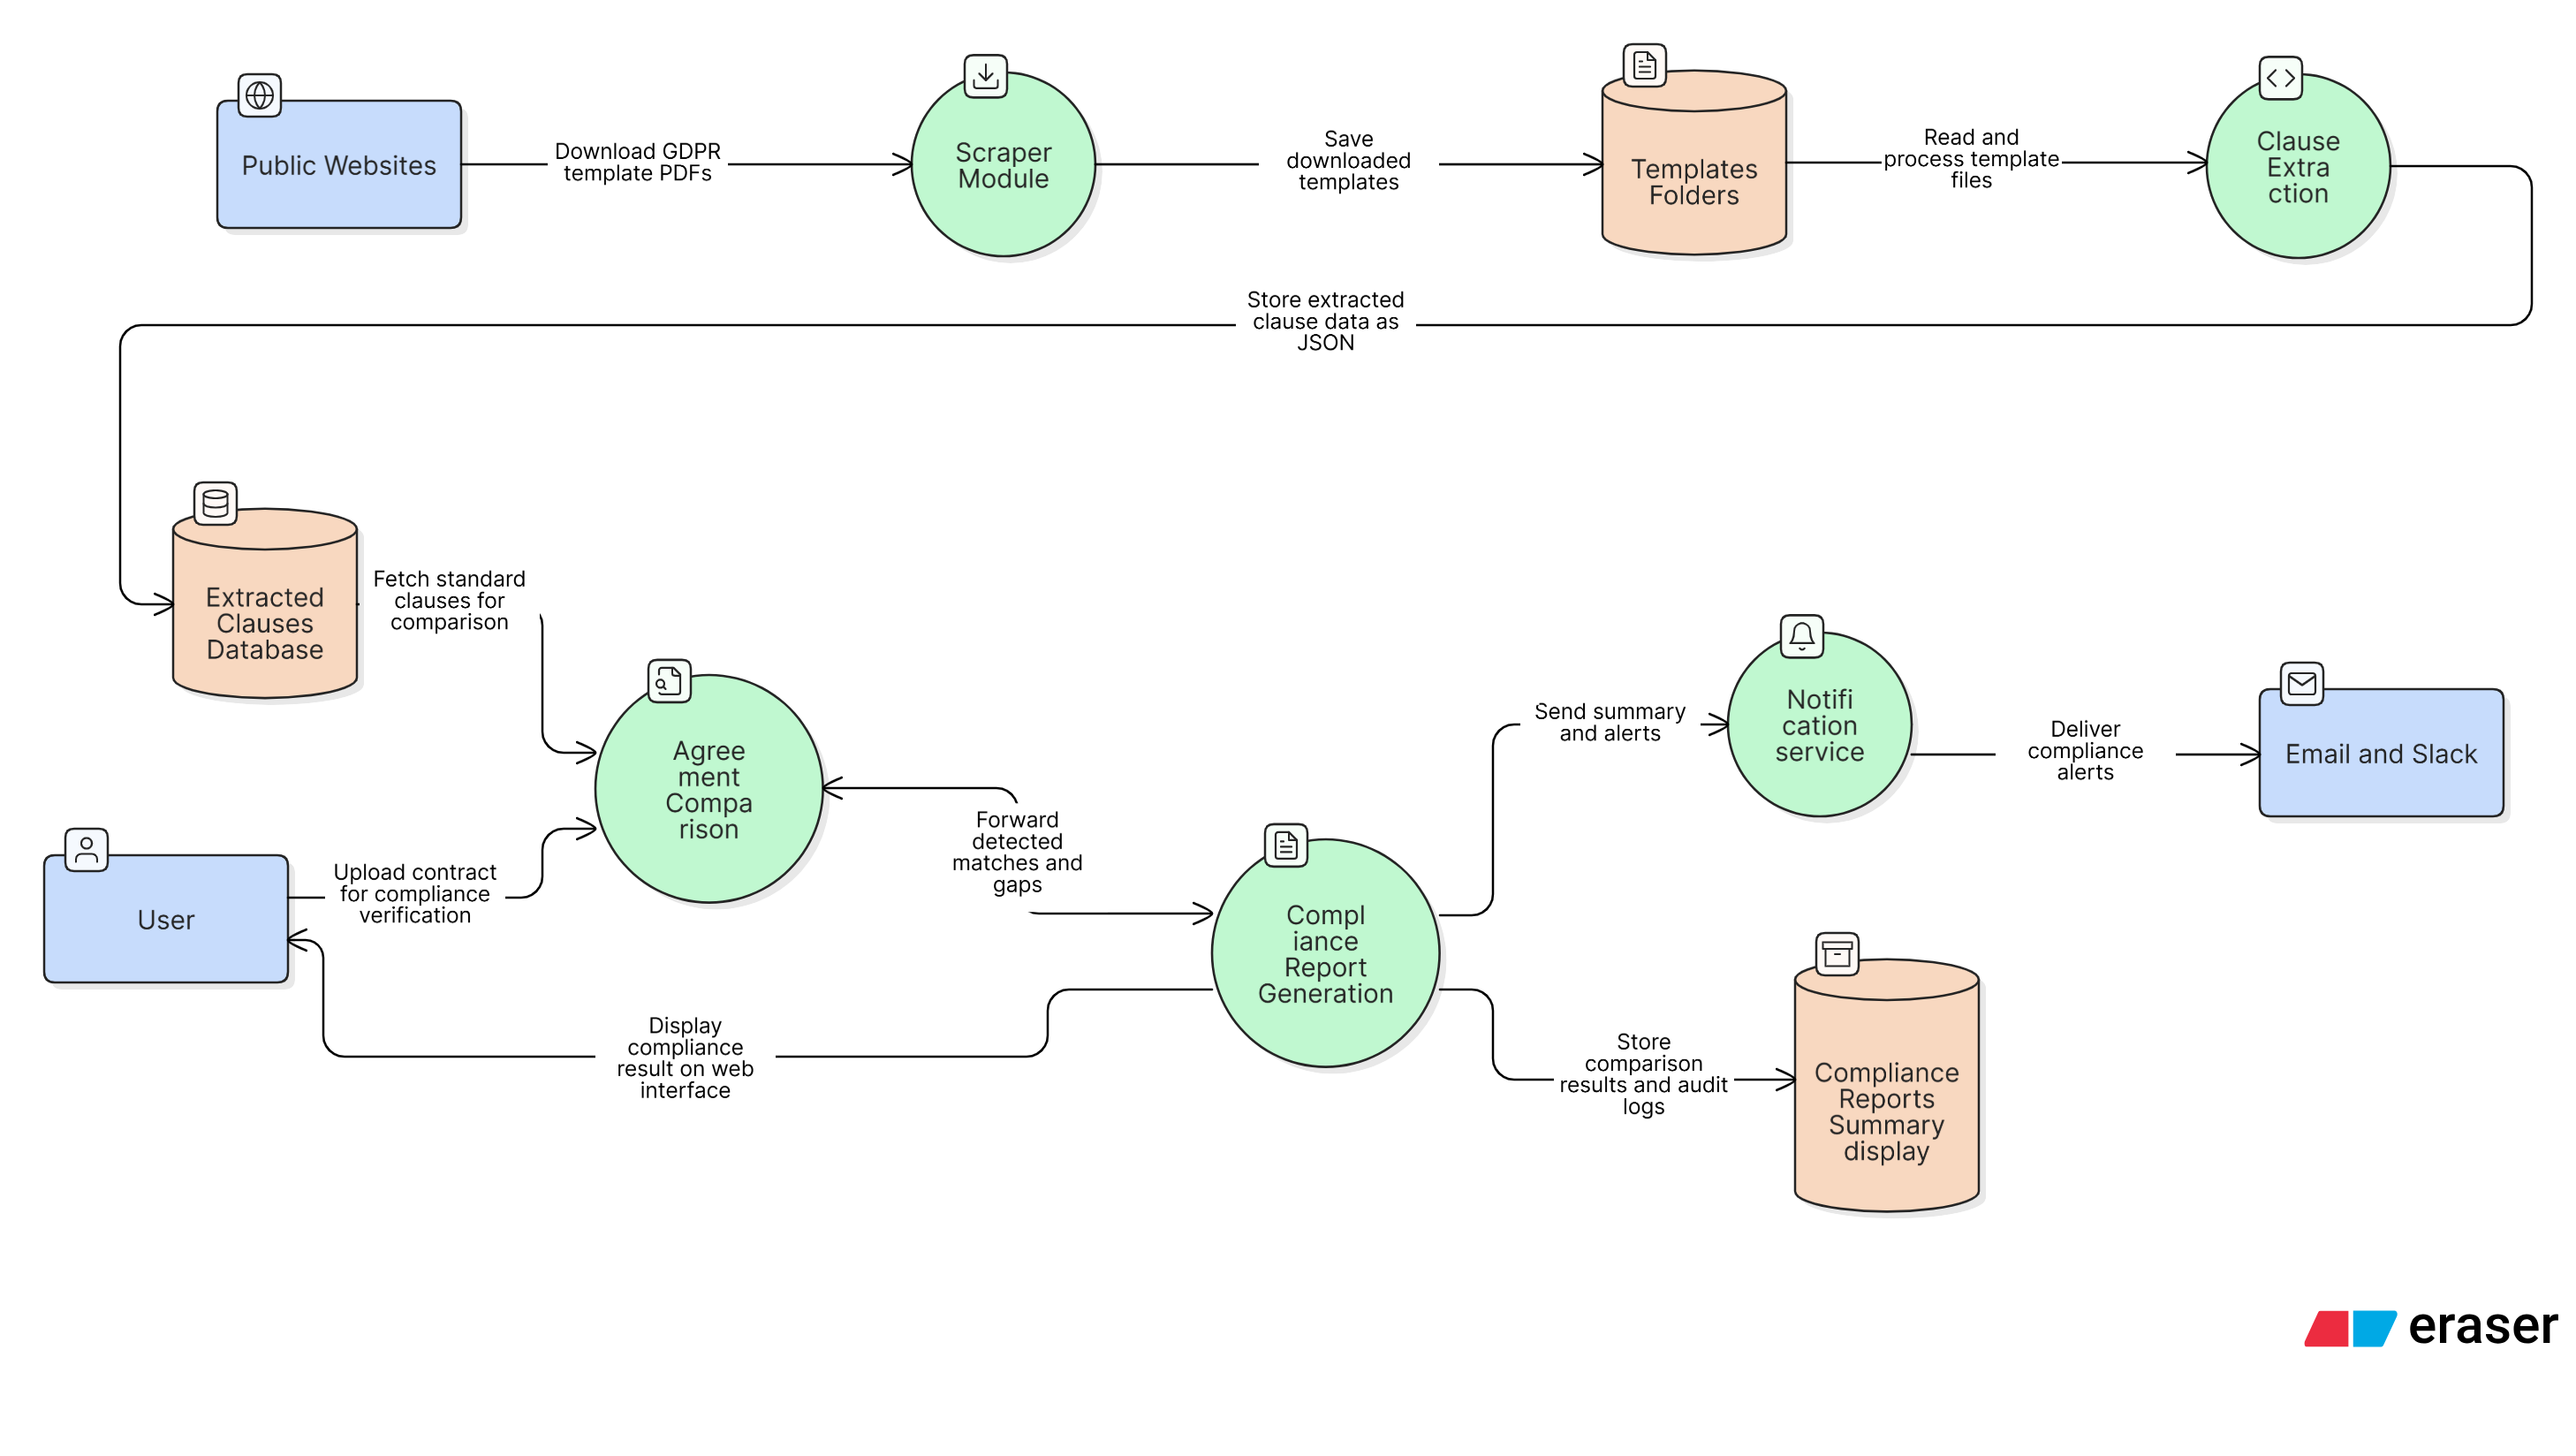 Public Websites
Download GDPR
template PDFs
Scraper
Module
Save
downloaded
templates
Templates
Folders
Read and
process template
files
Clause
Extra
ction
Store extracted
clause data as
JSON
Extracted
Clauses
Database
Fetch standard
clauses for
comparison
Agree
ment
Compa
rison
User
Upload contract
for compliance
verification
Forward
detected
matches and
gaps
Display
compliance
result on web
interface
Compl
iance
Report
Generation
Send summary
and alerts
Notifi
cation
service
Deliver
compliance
alerts
Email and Slack
Store
comparison
results and audit
logs
Compliance
Reports
Summary
display
eraser